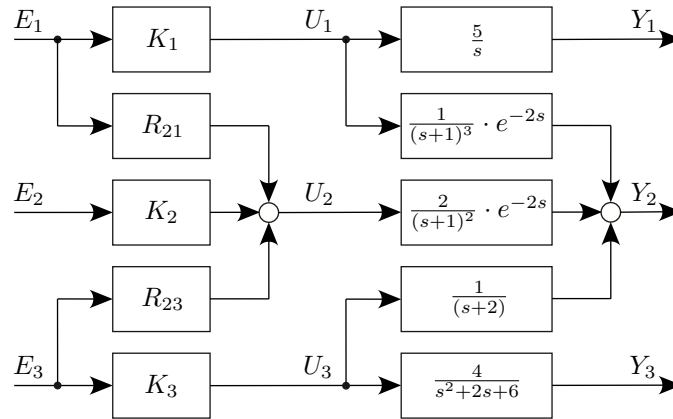 E₁ K₁ U₁ 5/s Y₁
R₂₁ 1/(s+1)³ · e⁻²ˢ
E₂ K₂ U₂ 2/(s+1)² · e⁻²ˢ Y₂
R₂₃ 1/(s+2)
E₃ K₃ U₃ 4/s²+2s+6 Y₃